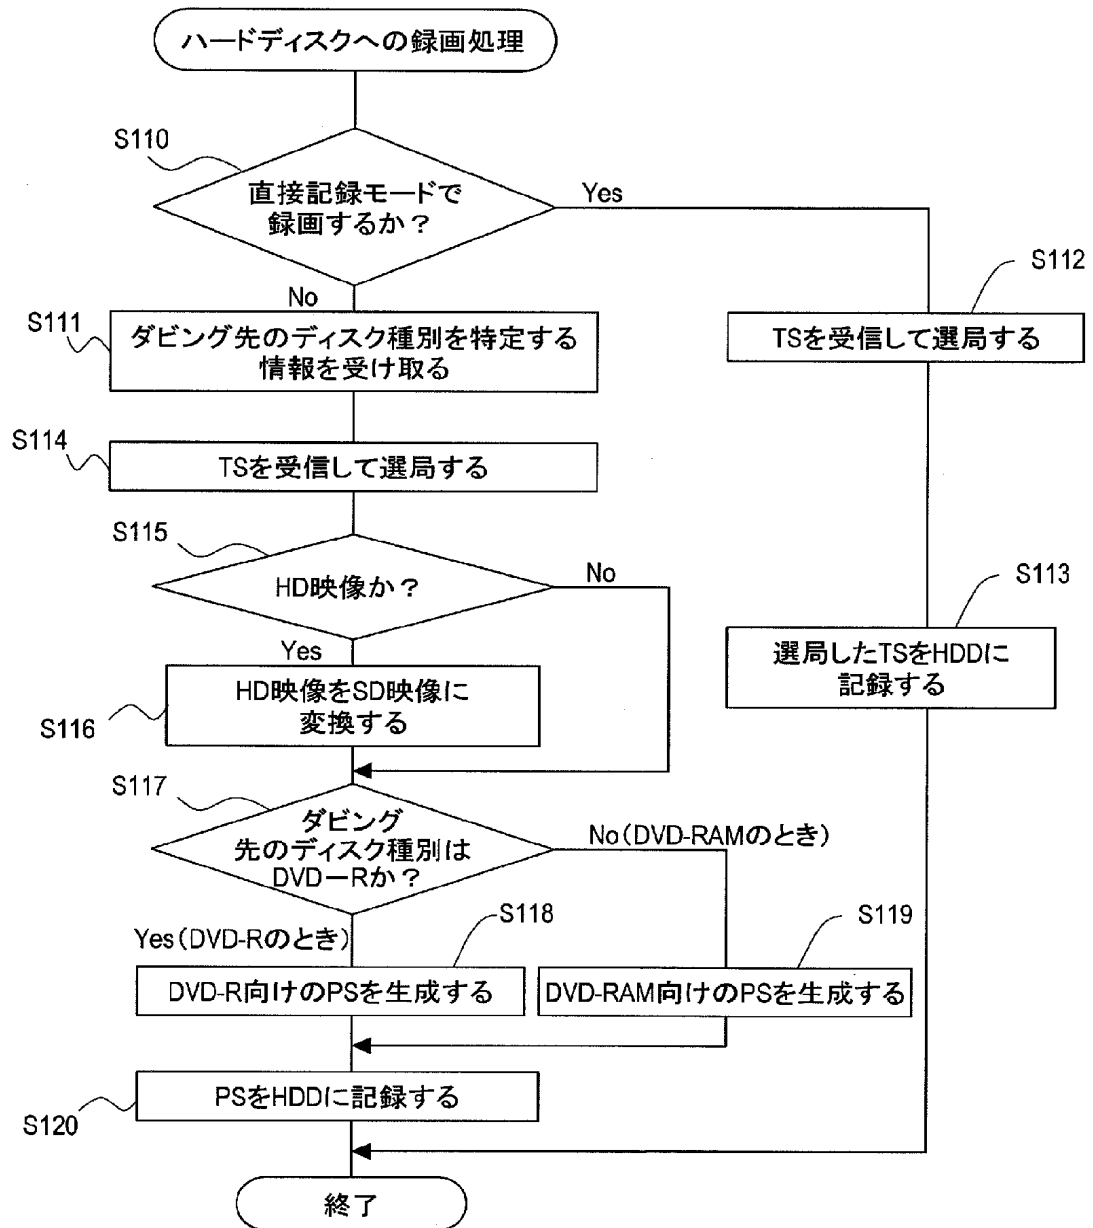 ハードディスクへの録画処理
S110
直接記録モードで
録画するか？
Yes
No
S112
TSを受信して選局する
S111
ダビング先のディスク種別を特定する
情報を受け取る
S114
TSを受信して選局する
S115
HD映像か？
No
Yes
S113
選局したTSをHDDに
記録する
S116
HD映像をSD映像に
変換する
S117
ダビング
先のディスク種別は
DVD－Rか？
No（DVD-RAMのとき）
Yes（DVD-Rのとき）
S118
DVD-R向けのPSを生成する
S119
DVD-RAM向けのPSを生成する
S120
PSをHDDに記録する
終了